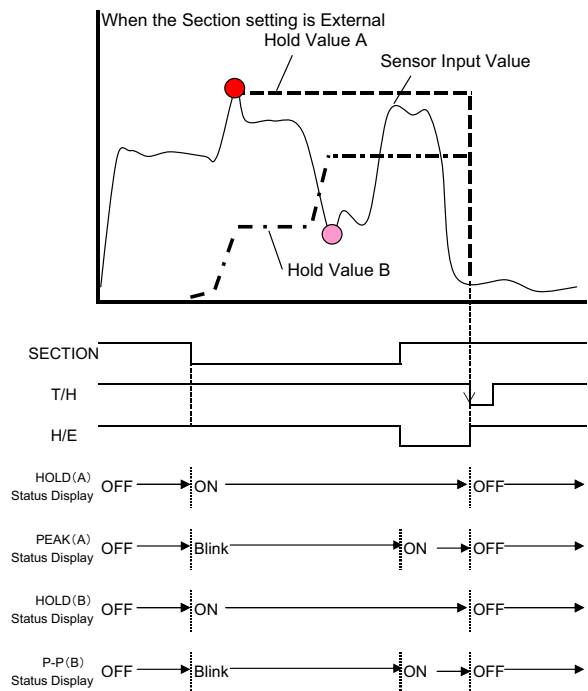 When the Section setting is External
Hold Value A
Sensor Input Value
Hold Value B
SECTION
T/H
H/E
HOLD(A)
Status Display
OFF ON OFF
PEAK(A)
Status Display
OFF Blink ON OFF
HOLD(B)
Status Display
OFF ON OFF
P-P(B)
Status Display
OFF Blink ON OFF